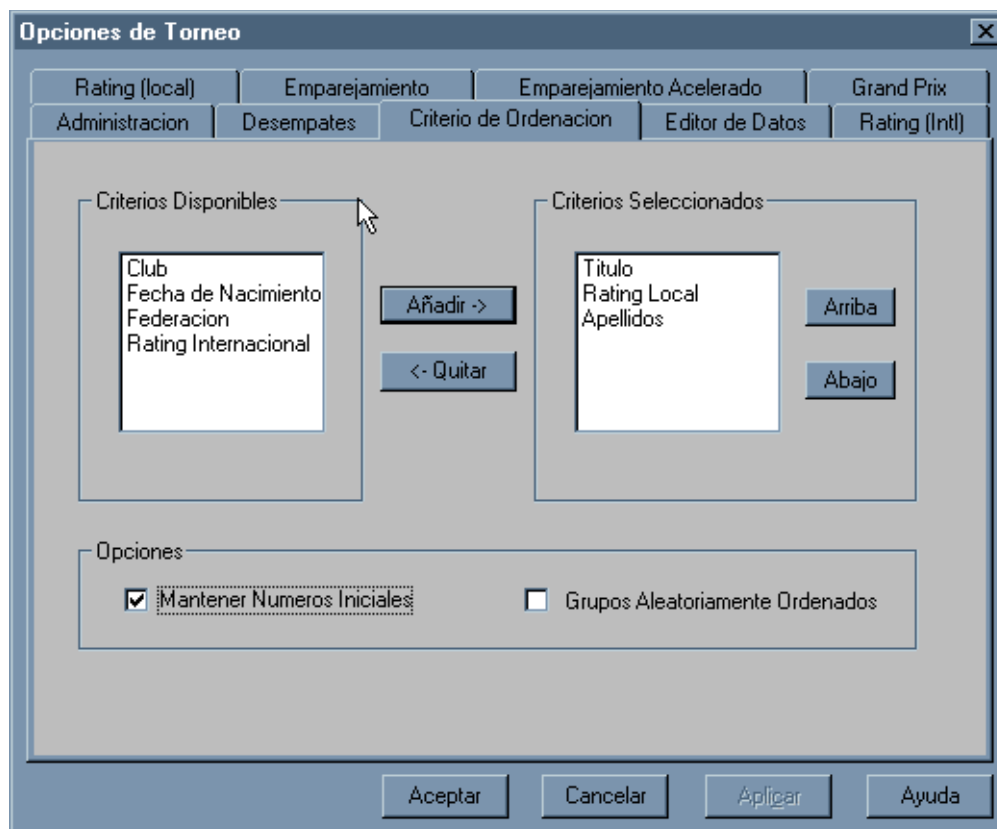 Opciones de Torneo
Rating (local) Emparejamiento Emparejamiento Acelerado Grand Prix
Administracion Desempates Criterio de Ordenacion Editor de Datos Rating (Intl)
Criterios Disponibles
Club
Fecha de Nacimiento
Federacion
Rating Internacional
Añadir ->
<- Quitar
Criterios Seleccionados
Titulo
Rating Local
Apellidos
Arriba
Abajo
Opciones
Mantener Numeros Iniciales Grupos Aleatoriamente Ordenados
Aceptar Cancelar Aplicar Ayuda